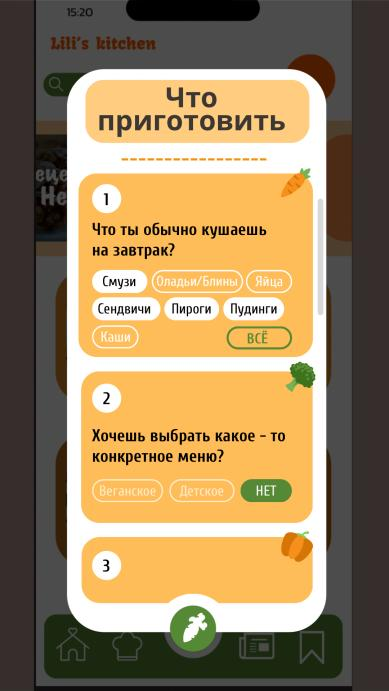 15:20
Lili's kitchen
Что
приготовить
1
Что ты обычно кушаешь
на завтрак?
Смузи
Оладьи/Блины
Яйца
Сендвичи
Пироги
Пудинги
Каши
ВСЁ
2
Хочешь выбрать какое - то
конкретное меню?
Веганское
Детское
НЕТ
3